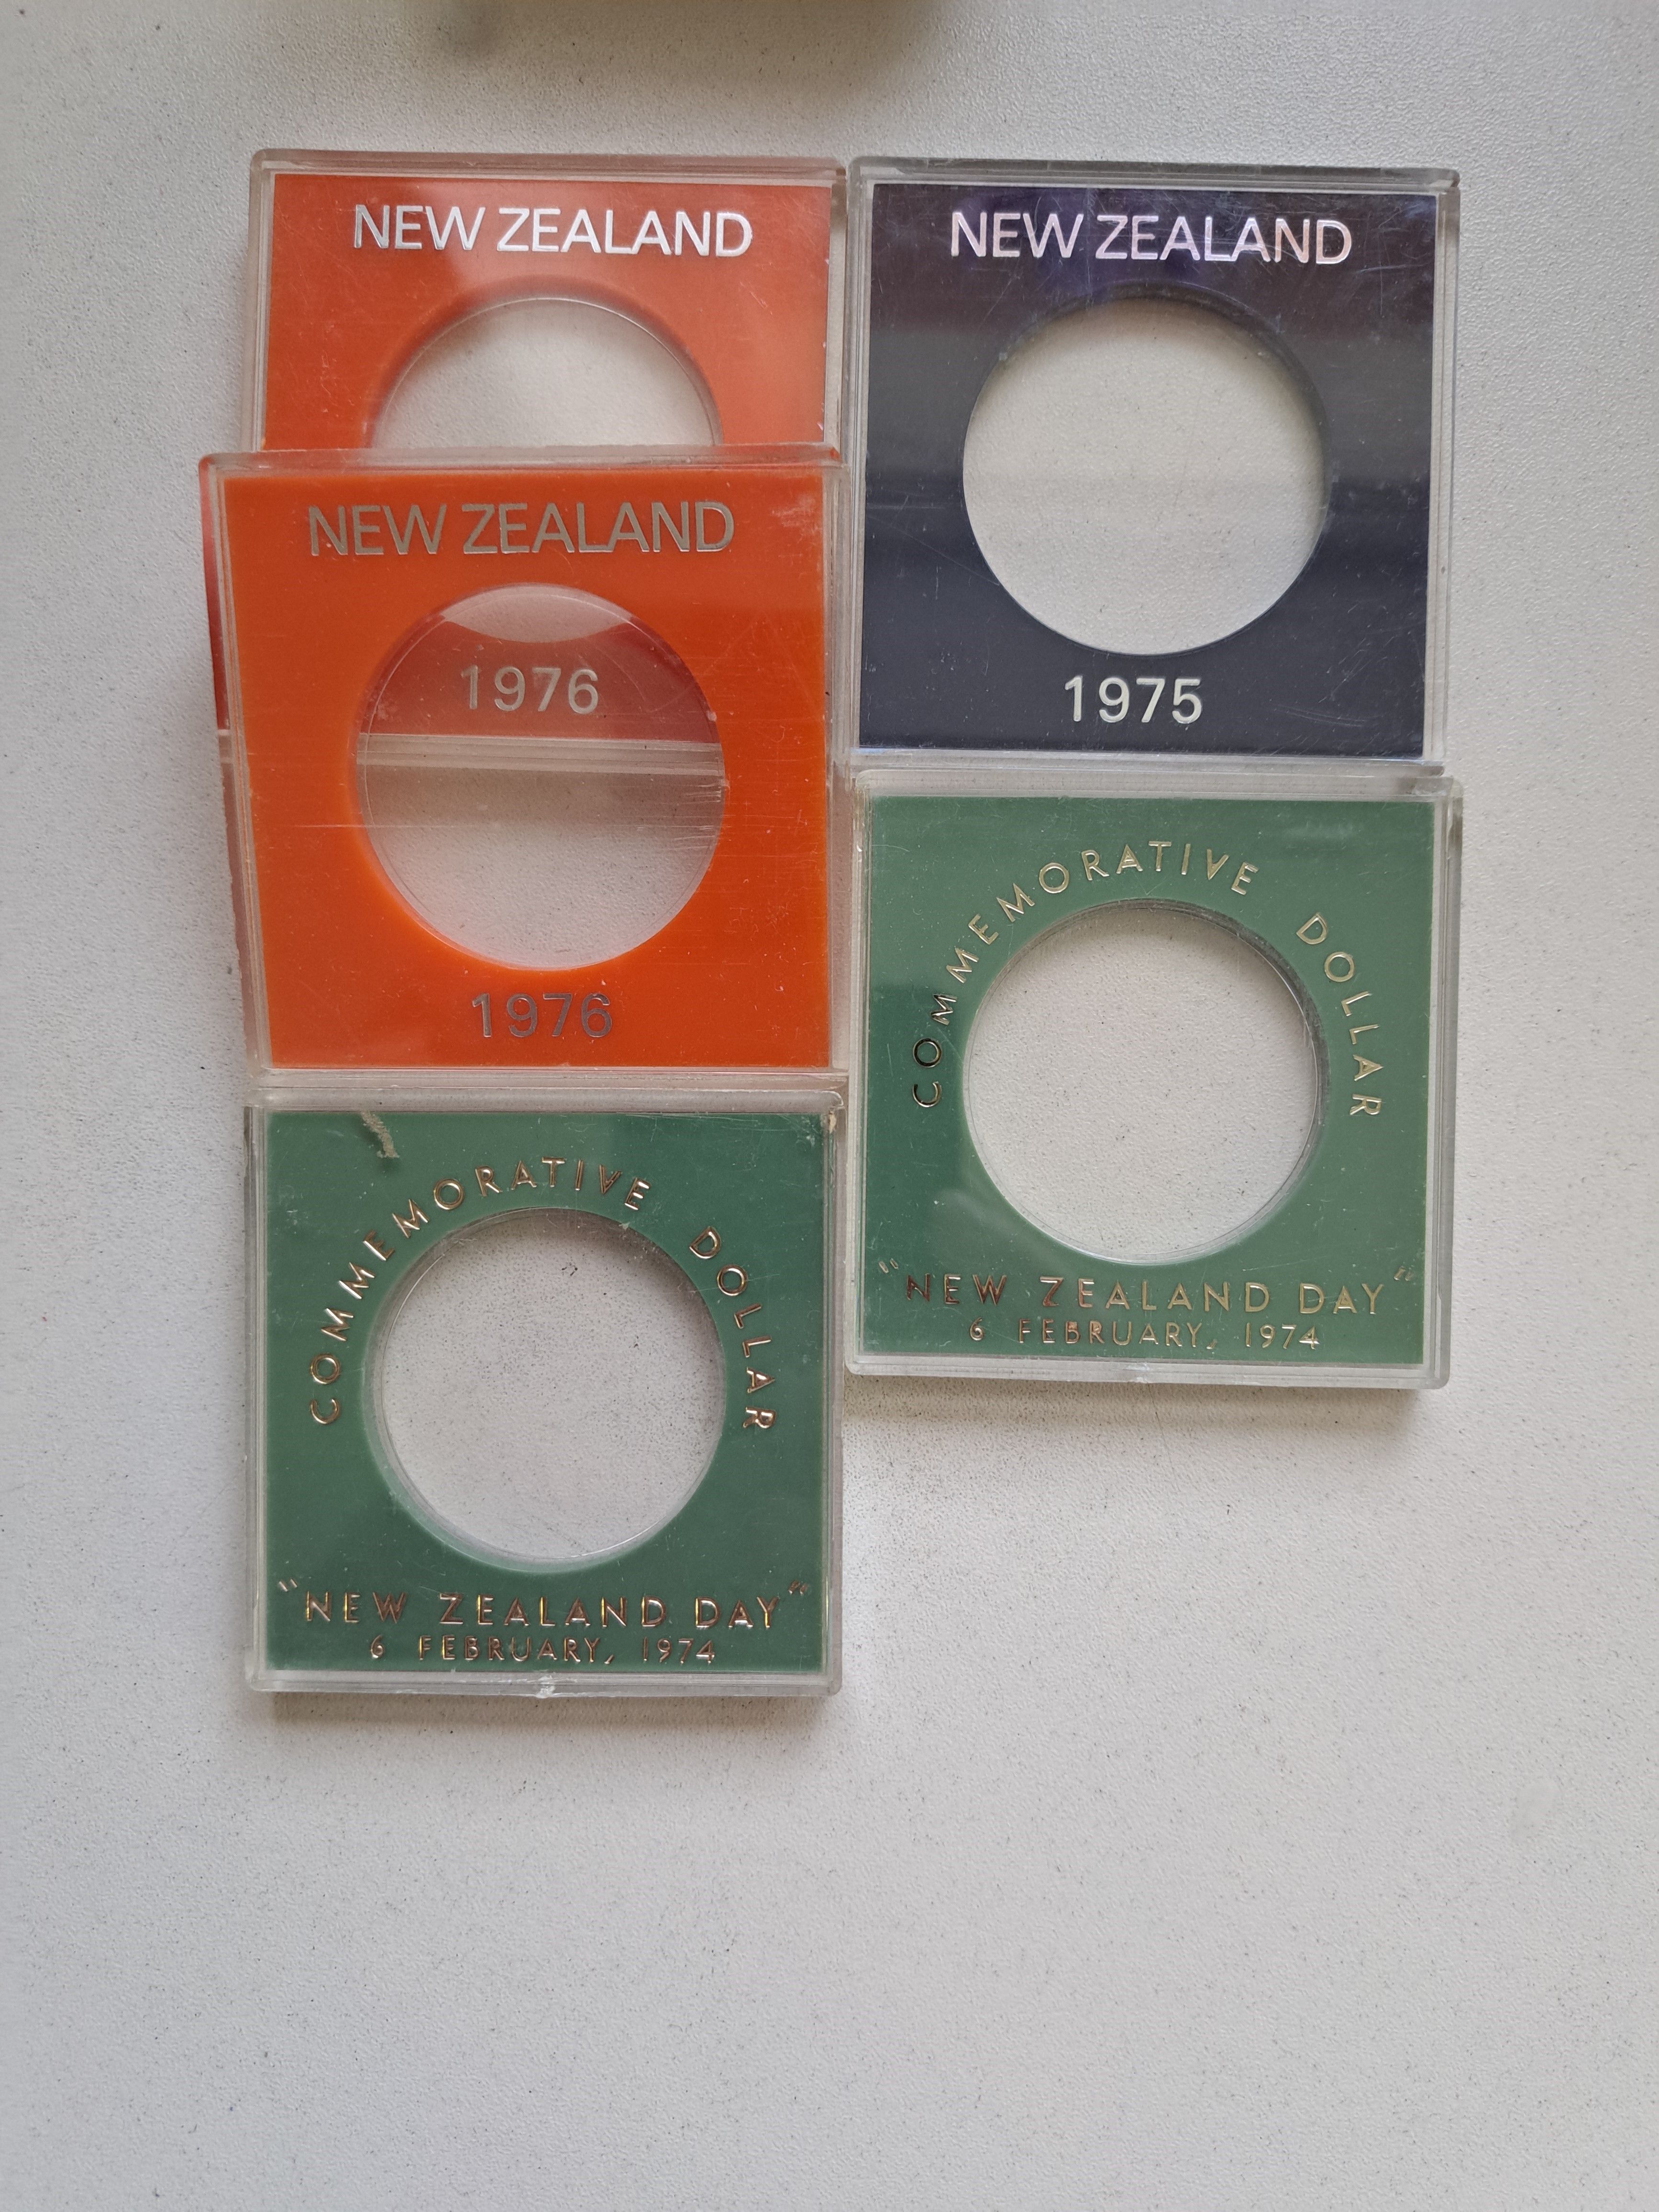 NEW ZEALAND
NEW ZEALAND
1976
1976
NEW ZEALAND
1975
COMMEMORATIVE DOLLAR
"NEW ZEALAND DAY"
6 FEBRUARY, 1974
COMMEMORATIVE DOLLAR
"NEW ZEALAND DAY"
6 FEBRUARY, 1974